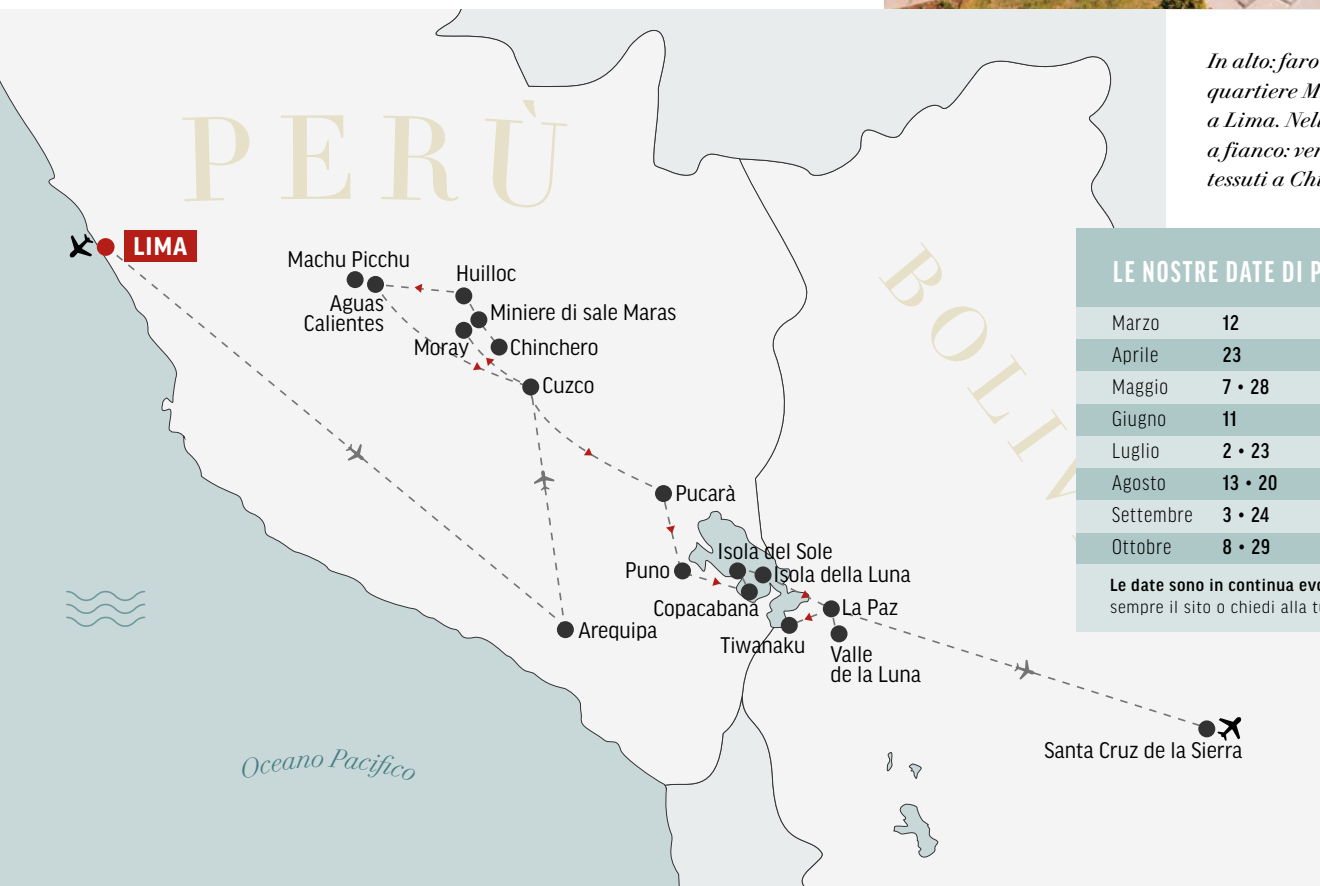 PERÙ
LIMA
Machu Picchu
Aguas
Calientes
Huilloc
Miniere di sale Maras
Moray
Chinchero
Cuzco
Pucarà
Isola del Sole
Puno
Isola della Luna
Copacabana
La Paz
Arequipa
Tiwanaku
Valle
de la Luna
Santa Cruz de la Sierra
Oceano Pacifico
BOLIV
In alto: faro
quartiere M
a Lima. Nell
a fianco: ver
tessuti a Chi
LE NOSTRE DATE DI P
Marzo 12
Aprile 23
Maggio 7 • 28
Giugno 11
Luglio 2 • 23
Agosto 13 • 20
Settembre 3 • 24
Ottobre 8 • 29
Le date sono in continua evo
sempre il sito o chiedi alla t